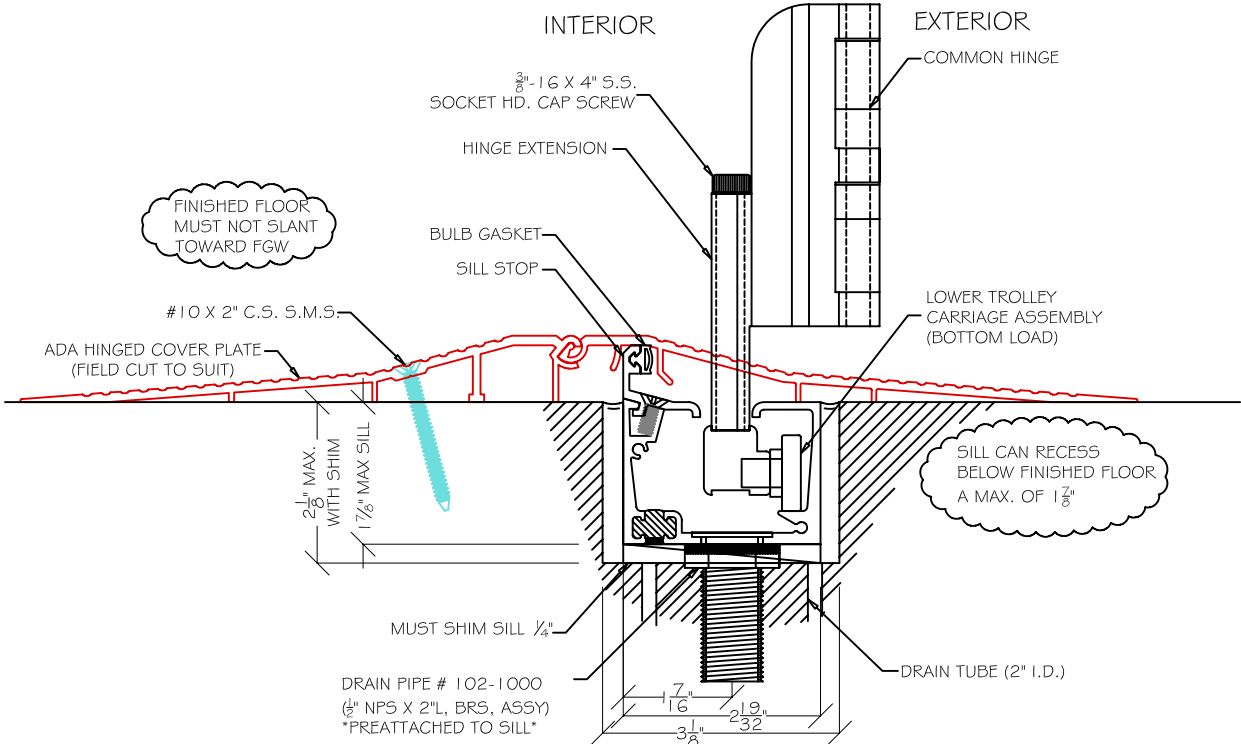 INTERIOR
EXTERIOR
COMMON HINGE
3/8"-16 X 4" S.S.
SOCKET HD. CAP SCREW
HINGE EXTENSION
FINISHED FLOOR
MUST NOT SLANT
TOWARD FGW
BULB GASKET
SILL STOP
#10 X 2" C.S. S.M.S.
LOWER TROLLEY
CARRIAGE ASSEMBLY
(BOTTOM LOAD)
ADA HINGED COVER PLATE
(FIELD CUT TO SUIT)
2 1/8" MAX.
WITH SHIM
1 7/8" MAX SILL
SILL CAN RECESS
BELOW FINISHED FLOOR
A MAX. OF 1 7/8"
MUST SHIM SILL 1/4"
DRAIN TUBE (2" I.D.)
DRAIN PIPE # 102-1000
(1/2" NPS X 2"L, BRS, ASSY)
*PREATTACHED TO SILL*
1 7/16"
2 19/32"
3 1/8"